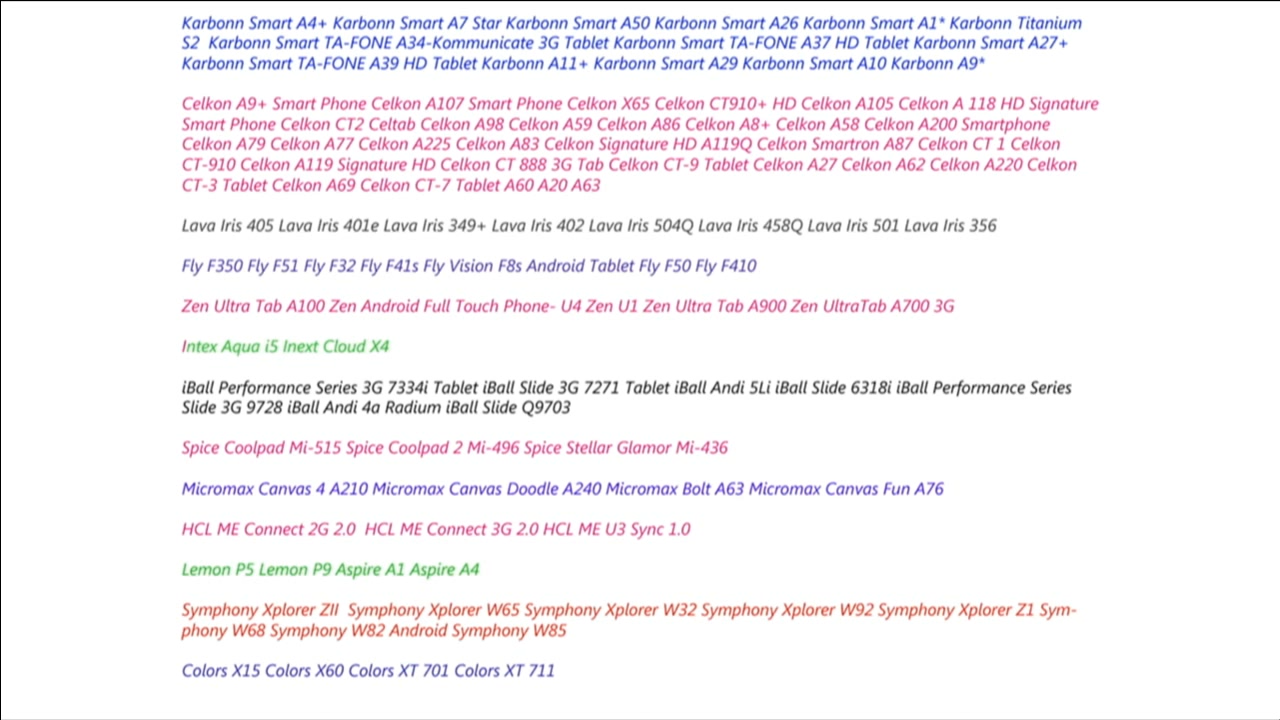 Karbonn Smart A4+ Karbonn Smart A7 Star Karbonn Smart A50 Karbonn Smart A26 Karbonn Smart A1* Karbonn Titanium
S2  Karbonn Smart TA-FONE A34-Kommunicate 3G Tablet Karbonn Smart TA-FONE A37 HD Tablet Karbonn Smart A27+
Karbonn Smart TA-FONE A39 HD Tablet Karbonn A11+ Karbonn Smart A29 Karbonn Smart A10 Karbonn A9*
Celkon A9+ Smart Phone Celkon A107 Smart Phone Celkon X65 Celkon CT910+ HD Celkon A105 Celkon A 118 HD Signature
Smart Phone Celkon CT2 Celtab Celkon A98 Celkon A59 Celkon A86 Celkon A8+ Celkon A58 Celkon A200 Smartphone
Celkon A79 Celkon A77 Celkon A225 Celkon A83 Celkon Signature HD A119Q Celkon Smartron A87 Celkon CT 1 Celkon
CT-910 Celkon A119 Signature HD Celkon CT 888 3G Tab Celkon CT-9 Tablet Celkon A27 Celkon A62 Celkon A220 Celkon
CT-3 Tablet Celkon A69 Celkon CT-7 Tablet A60 A20 A63
Lava Iris 405 Lava Iris 401e Lava Iris 349+ Lava Iris 402 Lava Iris 504Q Lava Iris 458Q Lava Iris 501 Lava Iris 356
Fly F350 Fly F51 Fly F32 Fly F41s Fly Vision F8s Android Tablet Fly F50 Fly F410
Zen Ultra Tab A100 Zen Android Full Touch Phone- U4 Zen U1 Zen Ultra Tab A900 Zen UltraTab A700 3G
Intex Aqua i5 Inext Cloud X4
iBall Performance Series 3G 7334i Tablet iBall Slide 3G 7271 Tablet iBall Andi 5Li iBall Slide 6318i iBall Performance Series
Slide 3G 9728 iBall Andi 4a Radium iBall Slide Q9703
Spice Coolpad Mi-515 Spice Coolpad 2 Mi-496 Spice Stellar Glamor Mi-436
Micromax Canvas 4 A210 Micromax Canvas Doodle A240 Micromax Bolt A63 Micromax Canvas Fun A76
HCL ME Connect 2G 2.0  HCL ME Connect 3G 2.0 HCL ME U3 Sync 1.0
Lemon P5 Lemon P9 Aspire A1 Aspire A4
Symphony Xplorer ZII  Symphony Xplorer W65 Symphony Xplorer W32 Symphony Xplorer W92 Symphony Xplorer Z1 Sym-
phony W68 Symphony W82 Android Symphony W85
Colors X15 Colors X60 Colors XT 701 Colors XT 711